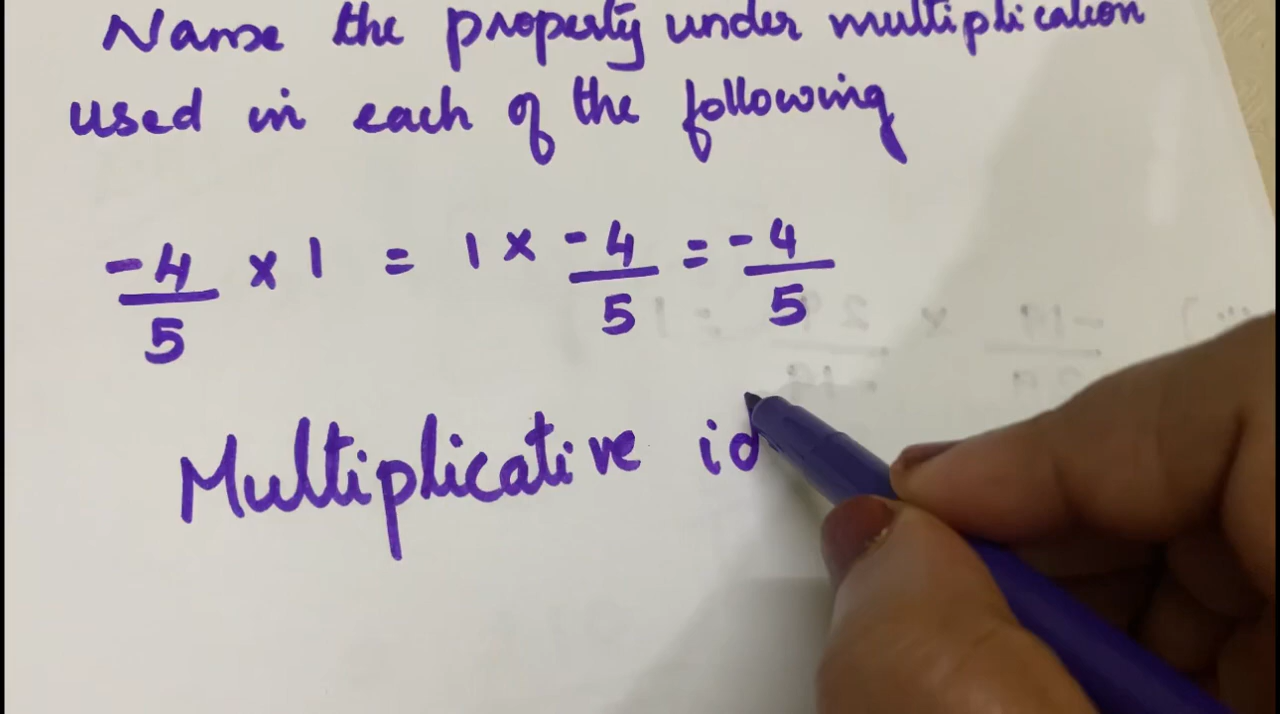 Name the property under multiplication
used in each of the following
-4/5 × 1 = 1 × -4/5 = -4/5
Multiplicative id